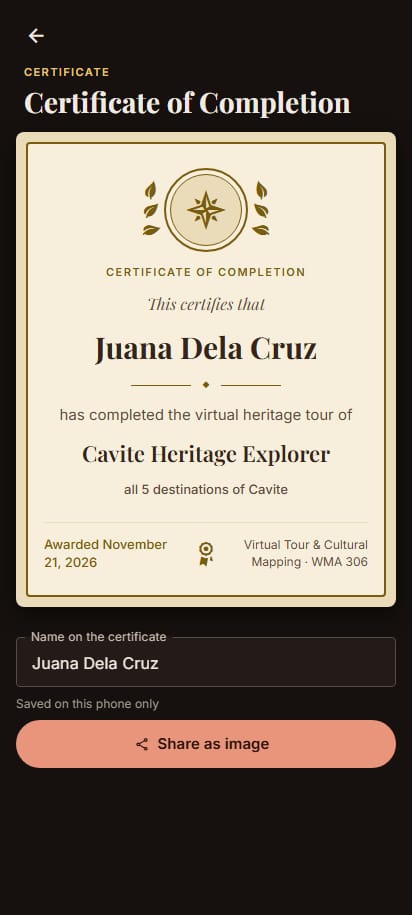 CERTIFICATE
Certificate of Completion
CERTIFICATE OF COMPLETION
This certifies that
Juana Dela Cruz
has completed the virtual heritage tour of
Cavite Heritage Explorer
all 5 destinations of Cavite
Awarded November
21, 2026
Virtual Tour & Cultural
Mapping · WMA 306
Name on the certificate
Juana Dela Cruz
Saved on this phone only
Share as image